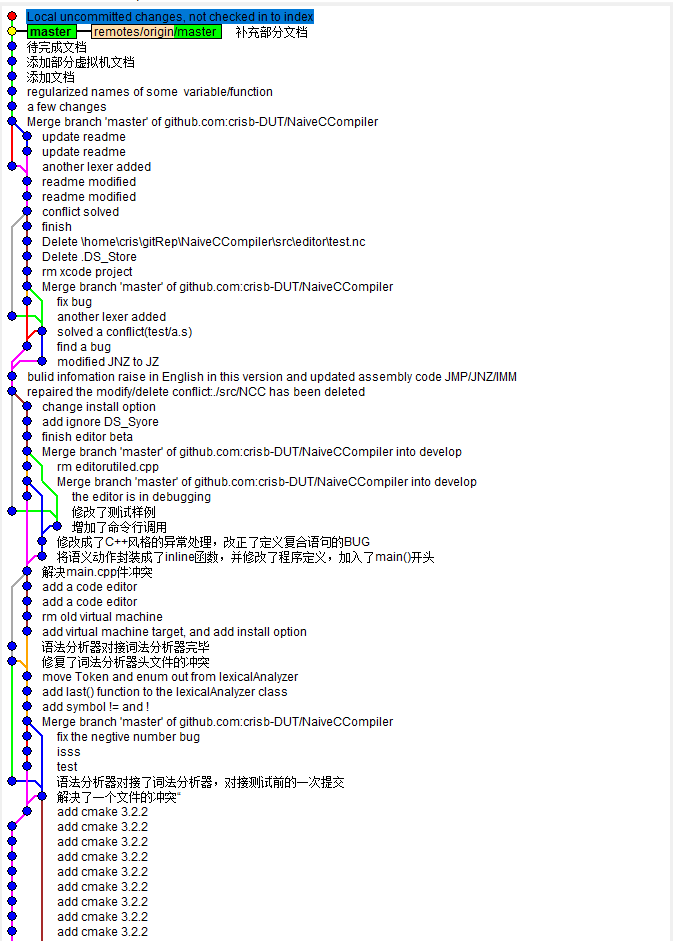 Local uncommitted changes, not checked in to index
master remotes/origin/master 补充部分文档
待完成文档
添加部分虚拟机文档
添加文档
regularized names of some variable/function
a few changes
Merge branch 'master' of github.com:crisb-DUT/NaiveCCompiler
update readme
update readme
another lexer added
readme modified
readme modified
conflict solved
finish
Delete \home\cris\gitRep\NaiveCCompiler\src\editor\test.nc
Delete .DS_Store
rm xcode project
Merge branch 'master' of github.com:crisb-DUT/NaiveCCompiler
fix bug
another lexer added
solved a conflict(test/a.s)
find a bug
modified JNZ to JZ
bulid infomation raise in English in this version and updated assembly code JMP/JNZ/IMM
repaired the modify/delete conflict:./src/NCC has been deleted
change install option
add ignore DS_Syore
finish editor beta
Merge branch 'master' of github.com:crisb-DUT/NaiveCCompiler into develop
rm editorutiled.cpp
Merge branch 'master' of github.com:crisb-DUT/NaiveCCompiler into develop
the editor is in debugging
修改了测试样例
增加了命令行调用
修改成了C++风格的异常处理，改正了定义复合语句的BUG
将语义动作封装成了inline函数，并修改了程序定义，加入了main()开头
解决main.cpp件冲突
add a code editor
add a code editor
rm old virtual machine
add virtual machine target, and add install option
语法分析器对接词法分析器完毕
修复了词法分析器头文件的冲突
move Token and enum out from lexicalAnalyzer
add last() function to the lexicalAnalyzer class
add symbol != and !
Merge branch 'master' of github.com:crisb-DUT/NaiveCCompiler
fix the negtive number bug
isss
test
语法分析器对接了词法分析器，对接测试前的一次提交
解决了一个文件的冲突“
add cmake 3.2.2
add cmake 3.2.2
add cmake 3.2.2
add cmake 3.2.2
add cmake 3.2.2
add cmake 3.2.2
add cmake 3.2.2
add cmake 3.2.2
add cmake 3.2.2